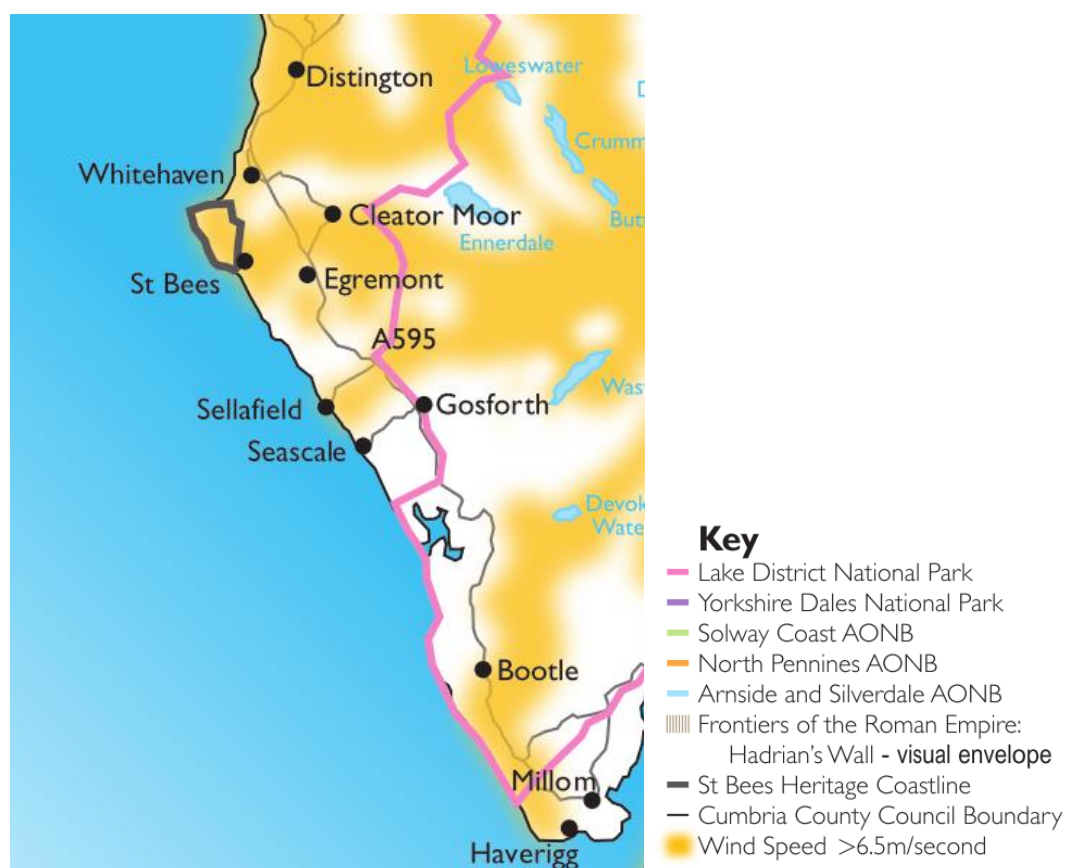 Distington
Loweswater
D
Crumm
Whitehaven
Cleator Moor
Butt
Ennerdale
St Bees
Egremont
A595
Was
Sellafield
Gosforth
Seascale
Devok
Wate
Bootle
Millom
Haverigg
Key
Lake District National Park
Yorkshire Dales National Park
Solway Coast AONB
North Pennines AONB
Arnside and Silverdale AONB
Frontiers of the Roman Empire:
Hadrian's Wall - visual envelope
St Bees Heritage Coastline
Cumbria County Council Boundary
Wind Speed >6.5m/second